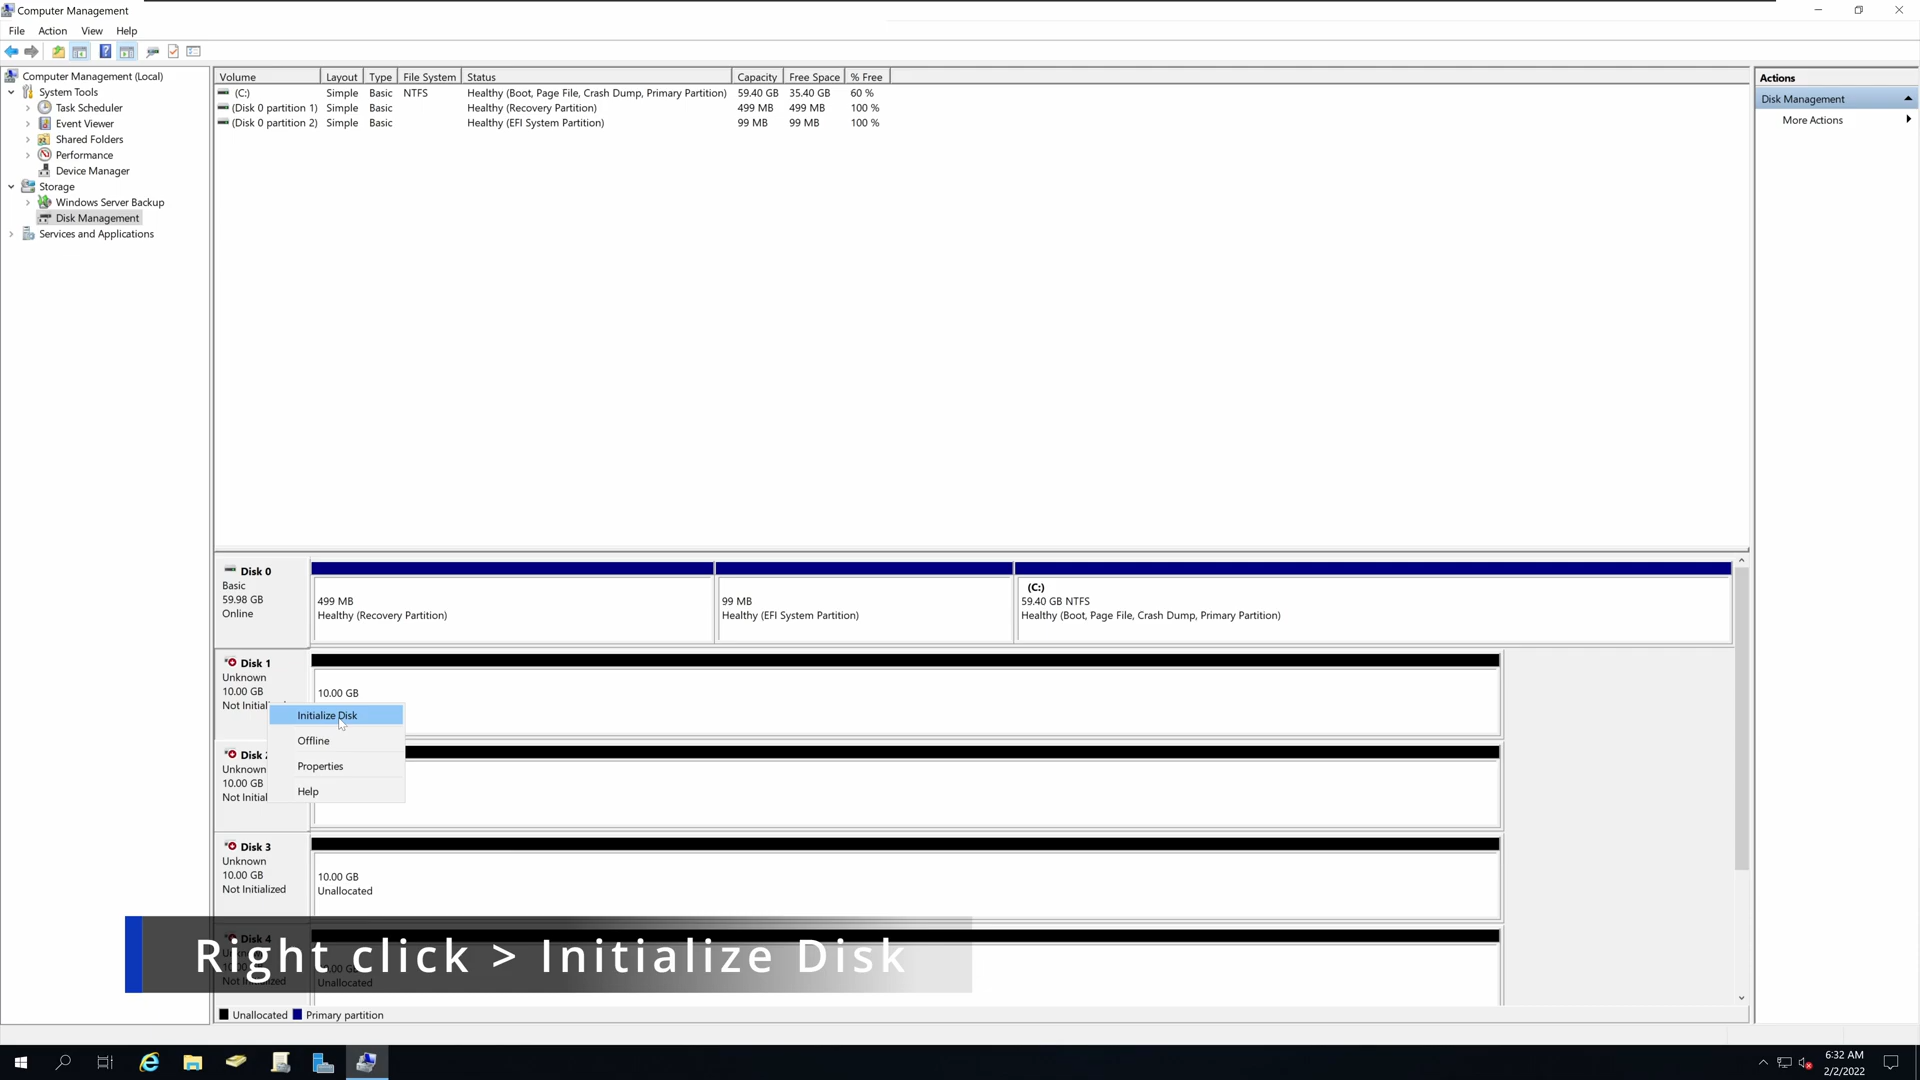 Computer Management
File Action View Help
Computer Management (Local)
System Tools
Task Scheduler
Event Viewer
Shared Folders
Performance
Device Manager
Storage
Windows Server Backup
Disk Management
Services and Applications
Volume Layout Type File System Status Capacity Free Space % Free
(C:) Simple Basic NTFS Healthy (Boot, Page File, Crash Dump, Primary Partition) 59.40 GB 35.40 GB 60 %
(Disk 0 partition 1) Simple Basic Healthy (Recovery Partition) 499 MB 499 MB 100 %
(Disk 0 partition 2) Simple Basic Healthy (EFI System Partition) 99 MB 99 MB 100 %
Actions
Disk Management
More Actions
Disk 0
Basic
59.98 GB
Online
499 MB
Healthy (Recovery Partition)
99 MB
Healthy (EFI System Partition)
(C:)
59.40 GB NTFS
Healthy (Boot, Page File, Crash Dump, Primary Partition)
Disk 1
Unknown
10.00 GB
Not Initial
10.00 GB
Initialize Disk
Offline
Properties
Help
Disk
Unknown
10.00 GB
Not Initial
Disk 3
Unknown
10.00 GB
Not Initialized
10.00 GB
Unallocated
Disk 4
Unallocated
Right click > Initialize Disk
Unallocated Primary partition
6:32 AM
2/2/2022